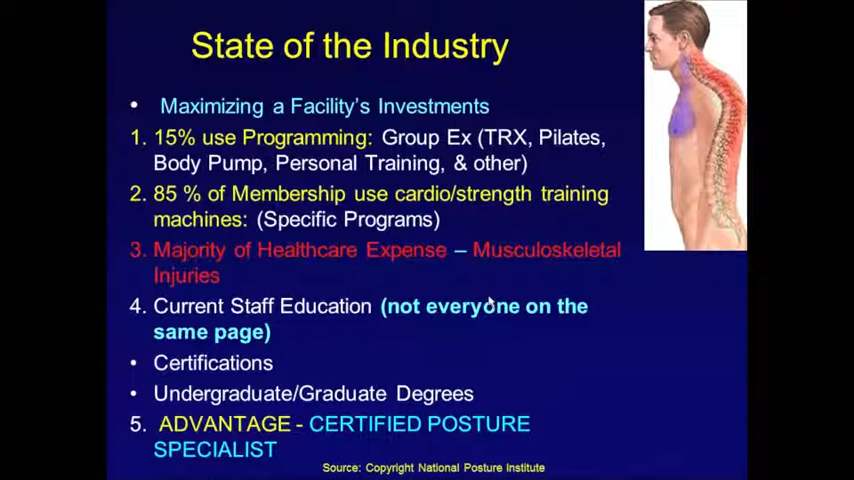 State of the Industry
• Maximizing a Facility's Investments
1. 15% use Programming: Group Ex (TRX, Pilates,
Body Pump, Personal Training, & other)
2. 85 % of Membership use cardio/strength training
machines: (Specific Programs)
3. Majority of Healthcare Expense – Musculoskeletal
Injuries
4. Current Staff Education (not everyone on the
same page)
• Certifications
• Undergraduate/Graduate Degrees
5. ADVANTAGE - CERTIFIED POSTURE
SPECIALIST
Source: Copyright National Posture Institute